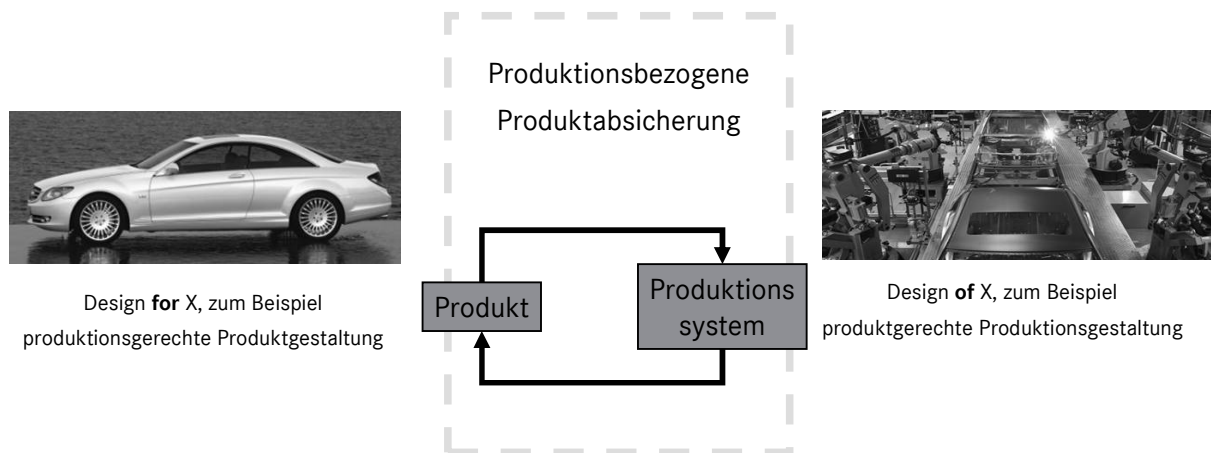 Produktionsbezogene
Produktabsicherung
Design for X, zum Beispiel
produktionsgerechte Produktgestaltung
Produkt
Produktions
system
Design of X, zum Beispiel
produktgerechte Produktionsgestaltung